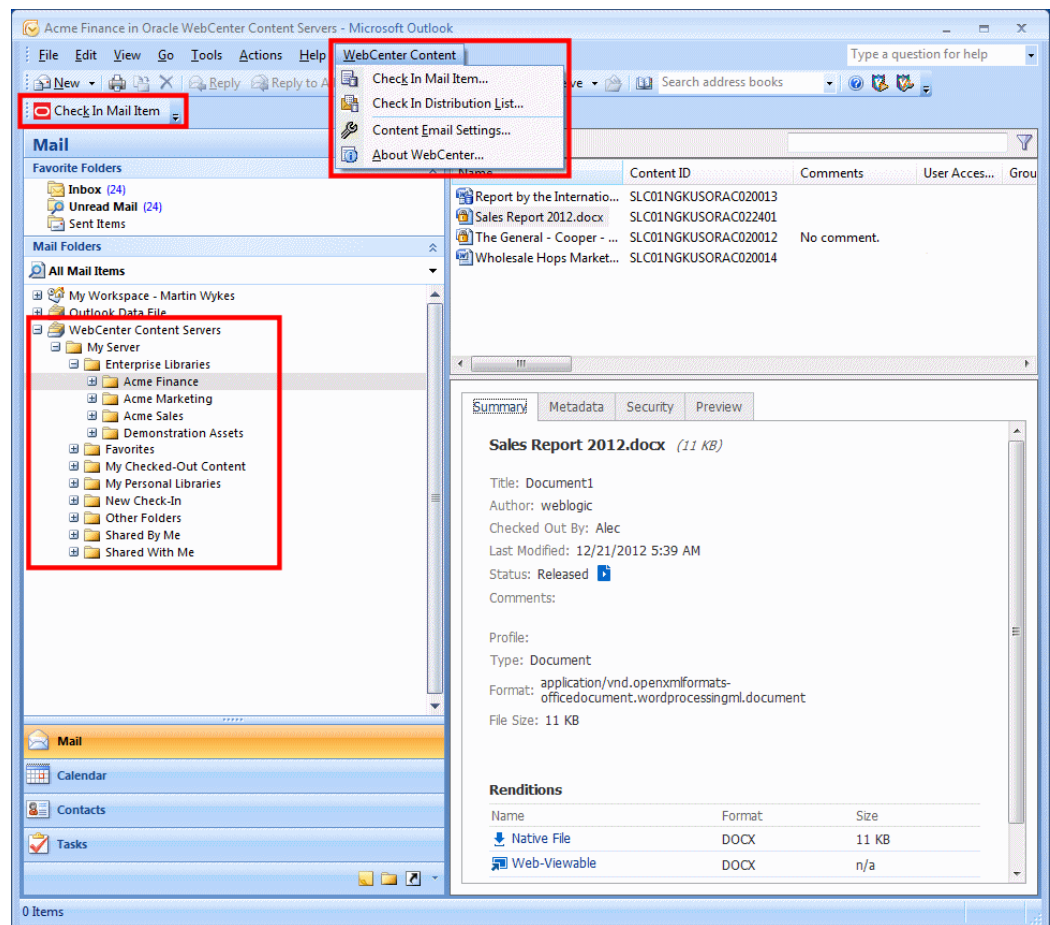 Acme Finance in Oracle WebCenter Content Servers - Microsoft Outlook
File Edit View Go Tools Actions Help WebCenter Content Type a question for help
New Reply Reply to A Search address books
Check In Mail Item...
Check In Distribution List...
Content Email Settings...
About WebCenter...
Check In Mail Item
Mail
Favorite Folders
Inbox (24)
Unread Mail (24)
Sent Items
Mail Folders
All Mail Items
My Workspace - Martin Wykes
Outlook Data File
WebCenter Content Servers
My Server
Enterprise Libraries
Acme Finance
Acme Marketing
Acme Sales
Demonstration Assets
Favorites
My Checked-Out Content
My Personal Libraries
New Check-In
Other Folders
Shared By Me
Shared With Me
Mail
Calendar
Contacts
Tasks
Name Content ID Comments User Acces... Grou
Report by the Internatio... SLC01NGKUSORAC020013
Sales Report 2012.docx SLC01NGKUSORAC022401
The General - Cooper - ... SLC01NGKUSORAC020012 No comment.
Wholesale Hops Market... SLC01NGKUSORAC020014
Summary Metadata Security Preview
Sales Report 2012.docx (11 KB)
Title: Document1
Author: weblogic
Checked Out By: Alec
Last Modified: 12/21/2012 5:39 AM
Status: Released
Comments:
Profile:
Type: Document
Format: application/vnd.openxmlformats-
officedocument.wordprocessingml.document
File Size: 11 KB
Renditions
Name Format Size
Native File DOCX 11 KB
Web-Viewable DOCX n/a
0 Items